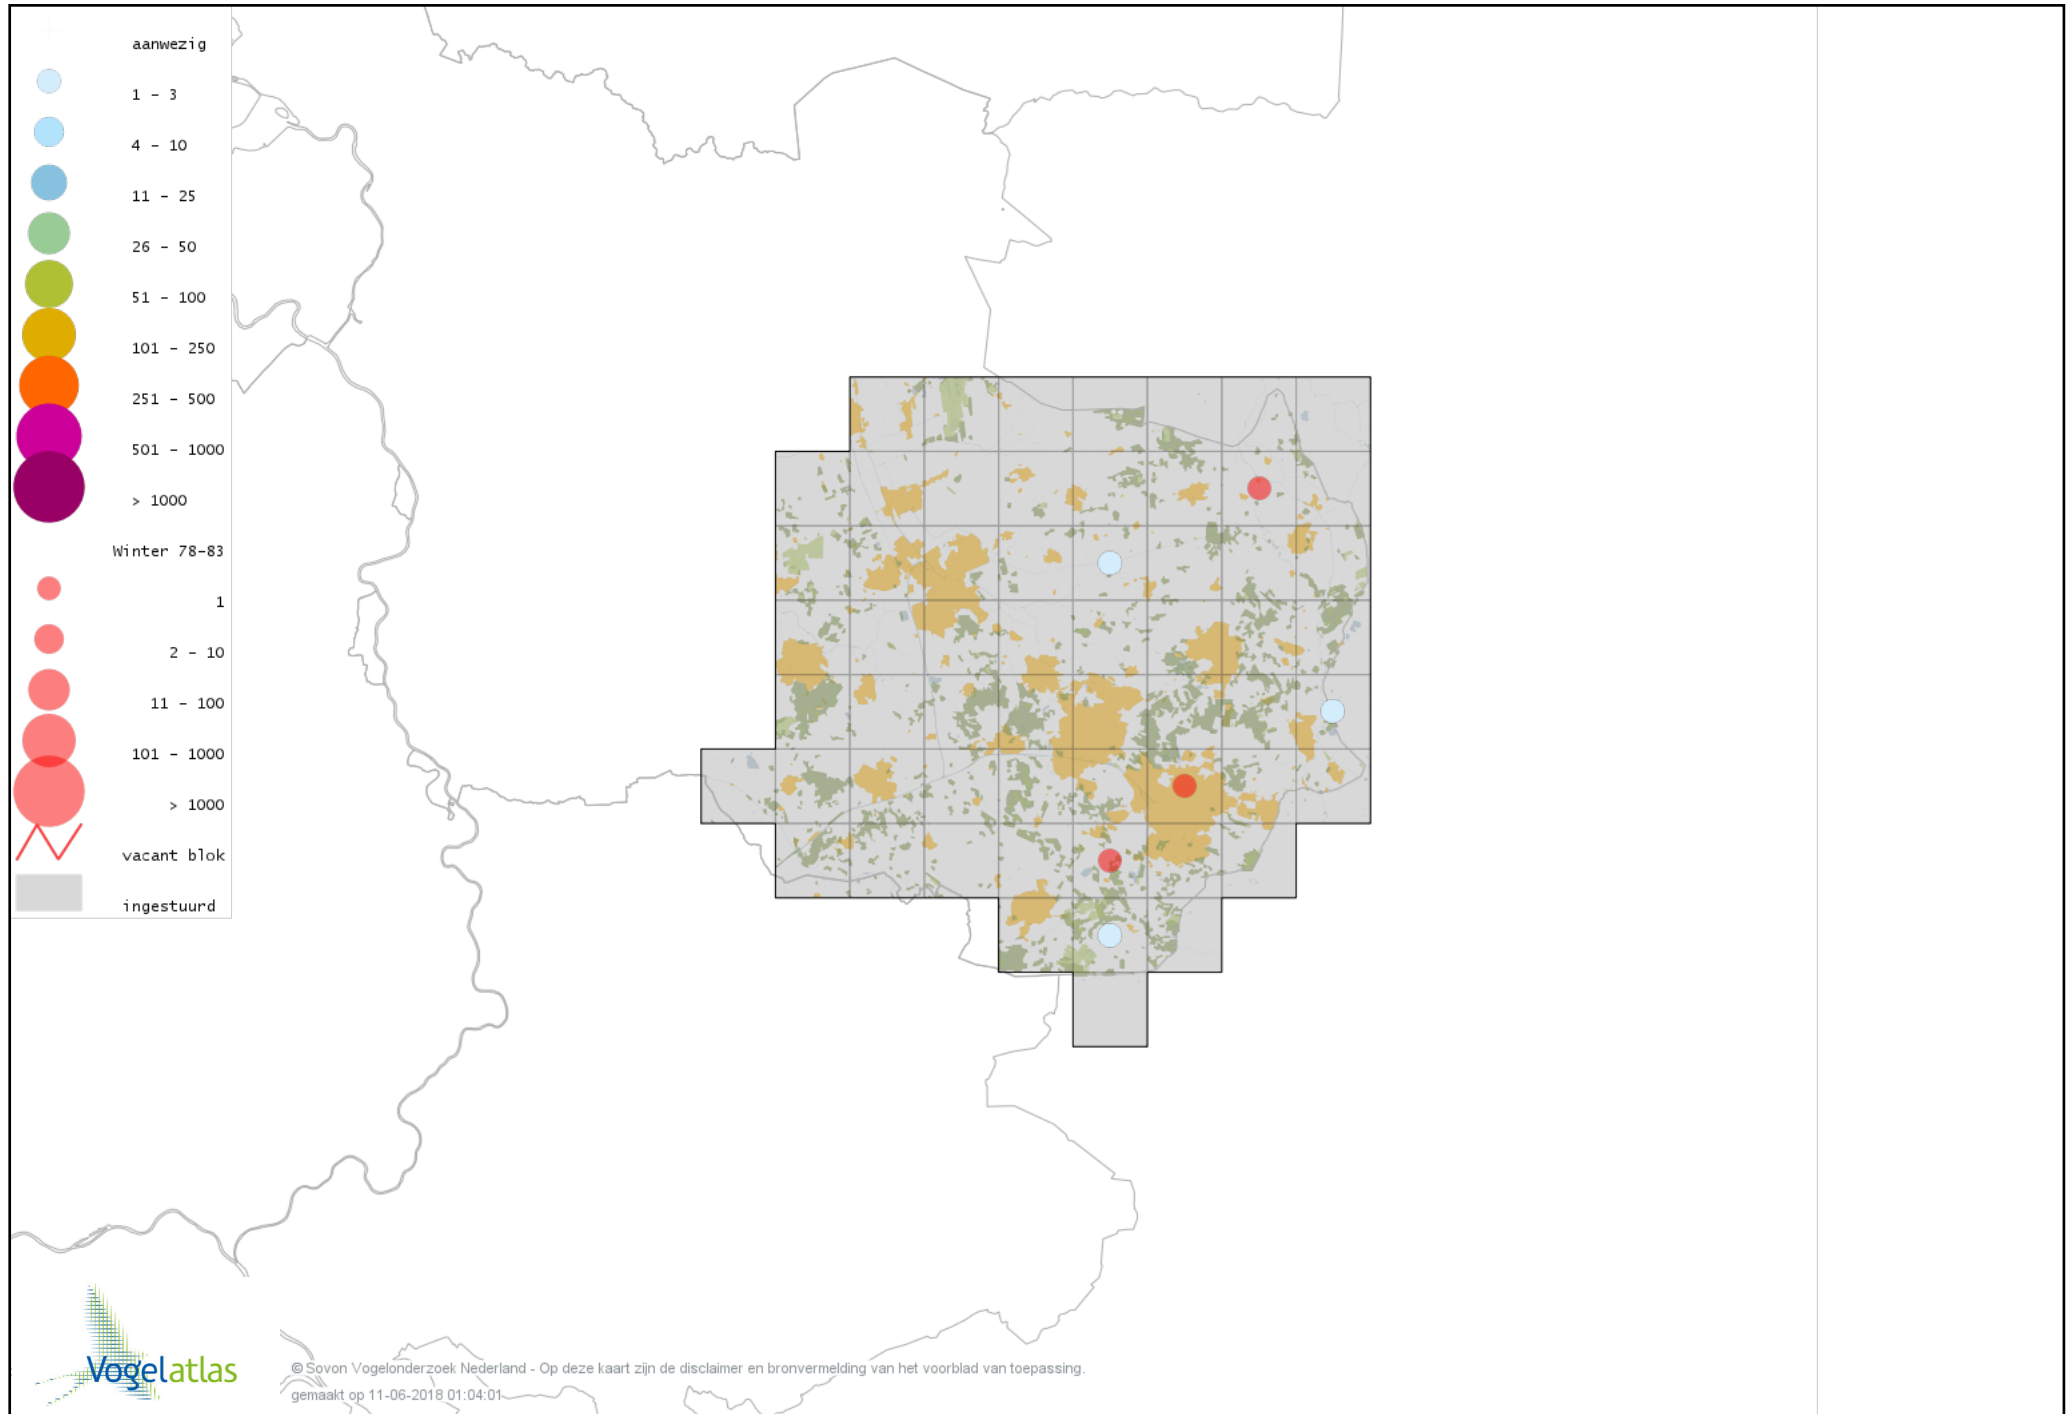 aanwezig
1 - 3
4 - 10
11 - 25
26 - 50
51 - 100
101 - 250
251 - 500
501 - 1000
> 1000
Winter 78-83
1
2 - 10
11 - 100
101 - 1000
> 1000
vacant blok
ingestuurd
Vogelatlas
© Sovon Vogelonderzoek Nederland - Op deze kaart zijn de disclaimer en bronvermelding van het voorblad van toepassing.
gemaakt op 11-06-2018 01:04:01